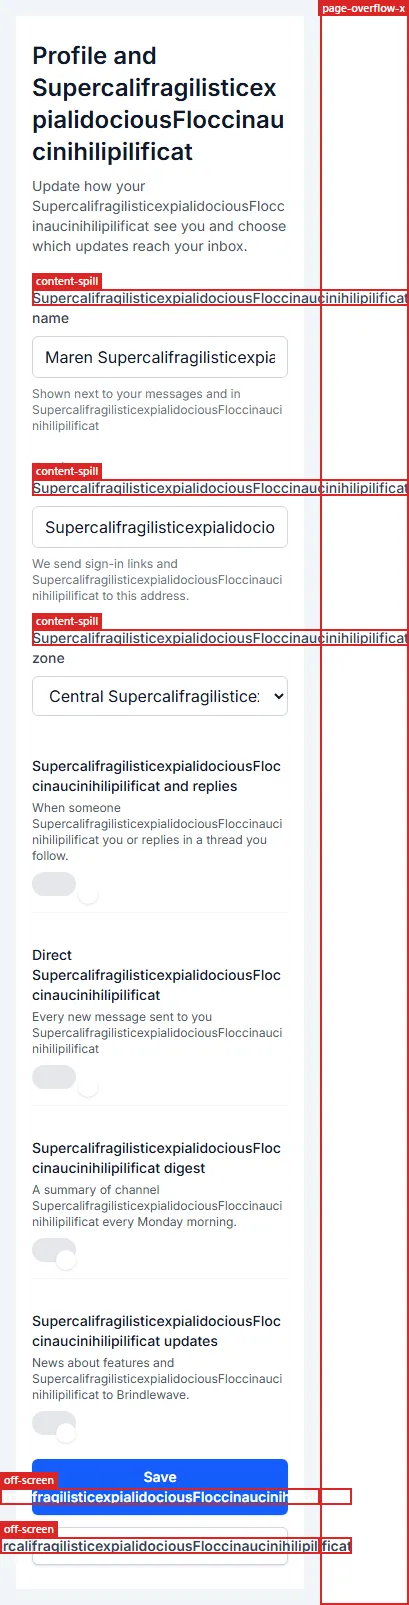 page-overflow-x
Profile and
Supercalifragilisticex
pialidociousFloccinau
cinihilipilificat
Update how your
SupercalifragilisticexpialidociousFlocc
inaucinihilipilificat see you and choose
which updates reach your inbox.
content-spill
SupercalifragilisticexpialidociousFloccinaucinihilipilificat
name
Maren Supercalifragilisticexpia
Shown next to your messages and in
SupercalifragilisticexpialidociousFloccinauci
nihilipilificat
content-spill
SupercalifragilisticexpialidociousFloccinaucinihilipilificat
Supercalifragilisticexpialidocio
We send sign-in links and
SupercalifragilisticexpialidociousFloccinauci
nihilipilificat to this address.
content-spill
SupercalifragilisticexpialidociousFloccinaucinihilipilificat
zone
Central Supercalifragilistice
SupercalifragilisticexpialidociousFloc
cinaucinihilipilificat and replies
When someone
SupercalifragilisticexpialidociousFloccinauci
nihilipilificat you or replies in a thread you
follow.
Direct
SupercalifragilisticexpialidociousFloc
cinaucinihilipilificat
Every new message sent to you
SupercalifragilisticexpialidociousFloccinauci
nihilipilificat
SupercalifragilisticexpialidociousFloc
cinaucinihilipilificat digest
A summary of channel
SupercalifragilisticexpialidociousFloccinauci
nihilipilificat every Monday morning.
SupercalifragilisticexpialidociousFloc
cinaucinihilipilificat updates
News about features and
SupercalifragilisticexpialidociousFloccinauci
nihilipilificat to Brindlewave.
Save
off-screen
fragilisticexpialidociousFloccinaucinih
off-screen
rcalifragilisticexpialidociousFloccinaucinihilipilificat